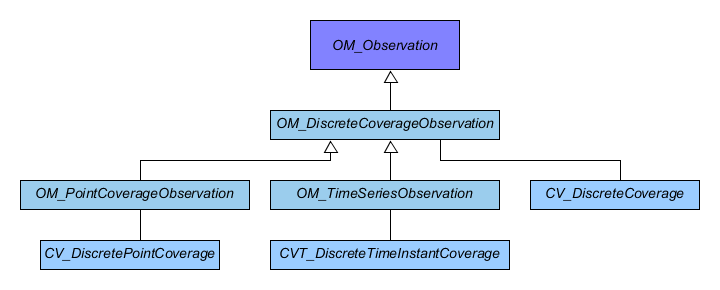 OM_Observation
OM_DiscreteCoverageObservation
OM_PointCoverageObservation
OM_TimeSeriesObservation
CV_DiscreteCoverage
CV_DiscretePointCoverage
CVT_DiscreteTimeInstantCoverage